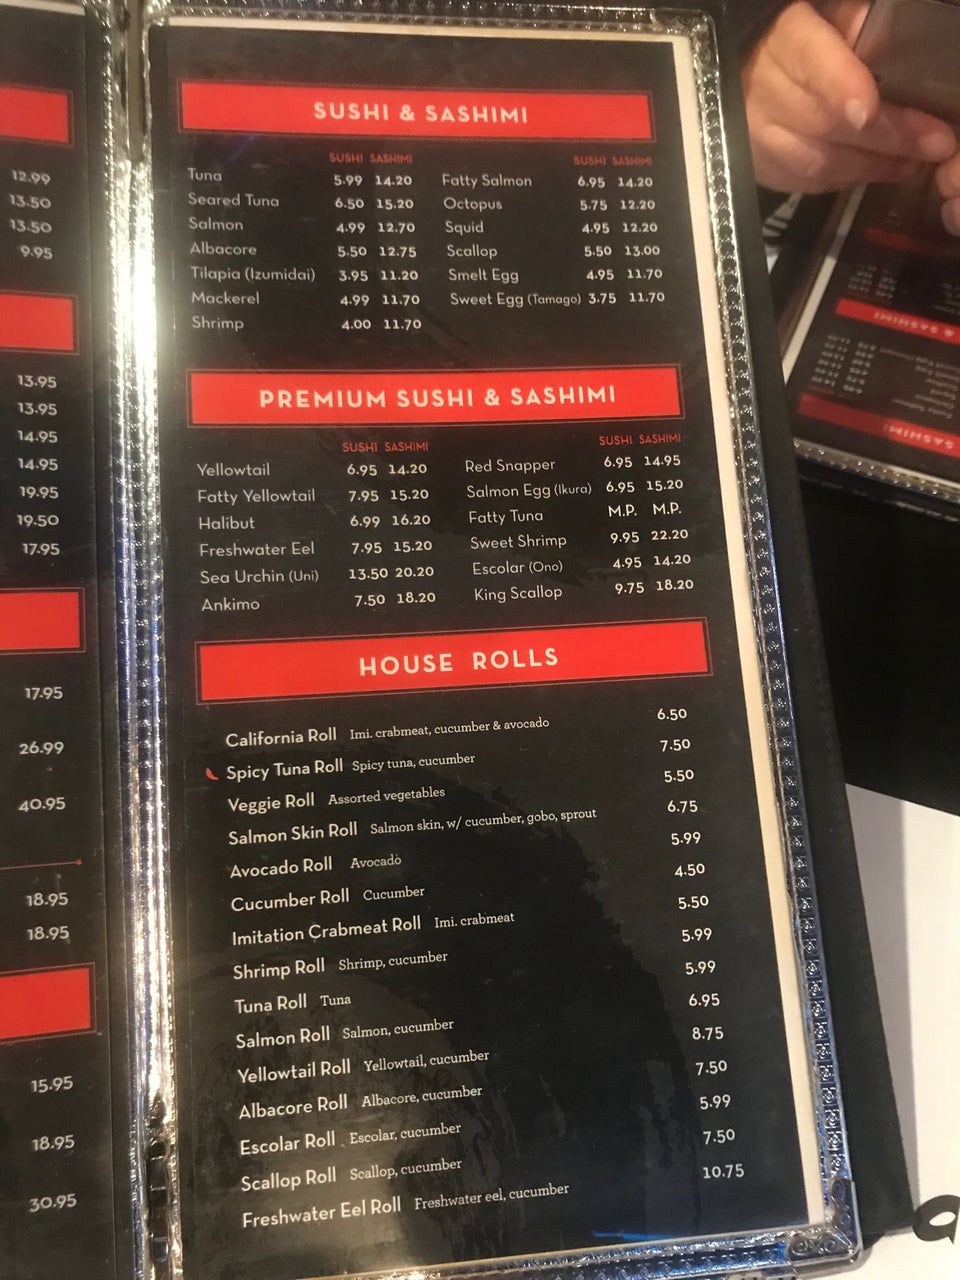 12.99
13.50
13.50
9.95
13.95
13.95
14.95
14.95
19.95
19.50
17.95
17.95
26.99
40.95
18.95
18.95
15.95
18.95
30.95
SUSHI & SASHIMI
SUSHI SASHIMI
Tuna 5.99 14.20
Seared Tuna 6.50 15.20
Salmon 4.99 12.70
Albacore 5.50 12.75
Tilapia (Izumidai) 3.95 11.20
Mackerel 4.99 11.70
Shrimp 4.00 11.70
SUSHI SASHIMI
Fatty Salmon 6.95 14.20
Octopus 5.75 12.20
Squid 4.95 12.20
Scallop 5.50 13.00
Smelt Egg 4.95 11.70
Sweet Egg (Tamago) 3.75 11.70
PREMIUM SUSHI & SASHIMI
SUSHI SASHIMI
Yellowtail 6.95 14.20
Fatty Yellowtail 7.95 15.20
Halibut 6.99 16.20
Freshwater Eel 7.95 15.20
Sea Urchin (Uni) 13.50 20.20
Ankimo 7.50 18.20
SUSHI SASHIMI
Red Snapper 6.95 14.95
Salmon Egg (Ikura) 6.95 15.20
Fatty Tuna M.P. M.P.
Sweet Shrimp 9.95 22.20
Escolar (Ono) 4.95 14.20
King Scallop 9.75 18.20
HOUSE ROLLS
California Roll Imi. crabmeat, cucumber & avocado 6.50
Spicy Tuna Roll Spicy tuna, cucumber 7.50
Veggie Roll Assorted vegetables 5.50
Salmon Skin Roll Salmon skin, w/ cucumber, gobo, sprout 6.75
Avocado Roll Avocado 5.99
Cucumber Roll Cucumber 4.50
Imitation Crabmeat Roll Imi. crabmeat 5.50
Shrimp Roll Shrimp, cucumber 5.99
Tuna Roll Tuna 5.99
Salmon Roll Salmon, cucumber 6.95
Yellowtail Roll Yellowtail, cucumber 8.75
Albacore Roll Albacore, cucumber 7.50
Escolar Roll Escolar, cucumber 5.99
Scallop Roll Scallop, cucumber 7.50
Freshwater Eel Roll Freshwater eel, cucumber 10.75
& SASHIMI
SASHIMI